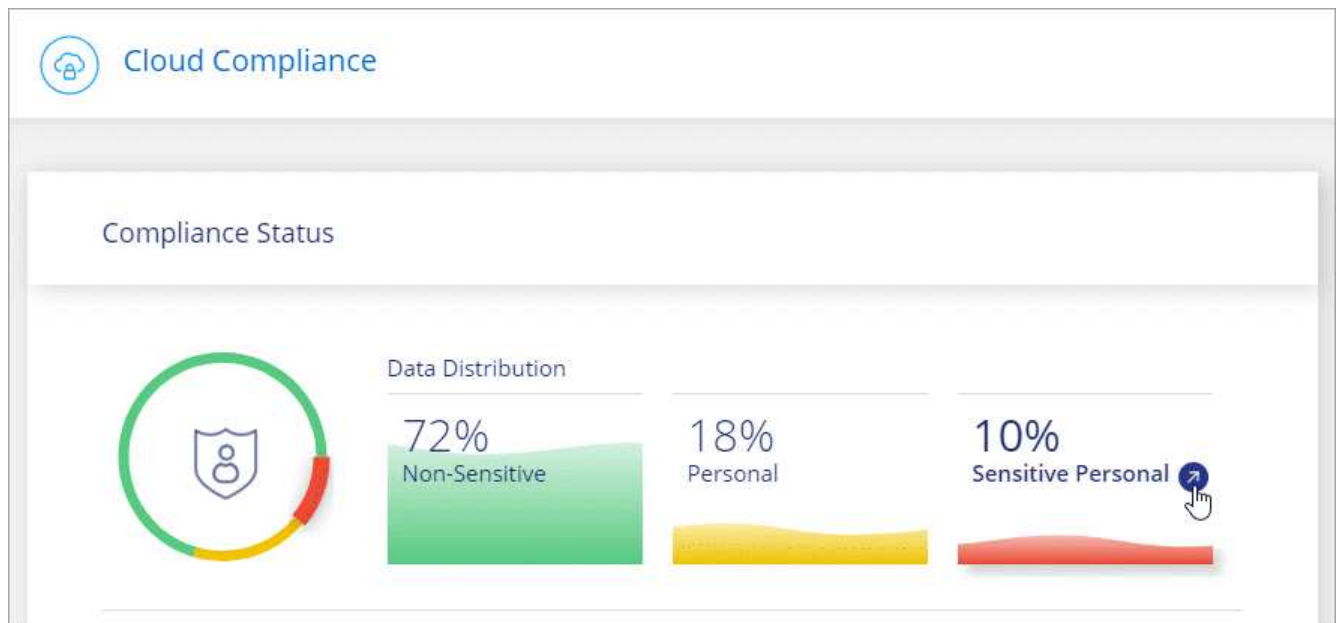 Cloud Compliance
Compliance Status
Data Distribution
72%
Non-Sensitive
18%
Personal
10%
Sensitive Personal